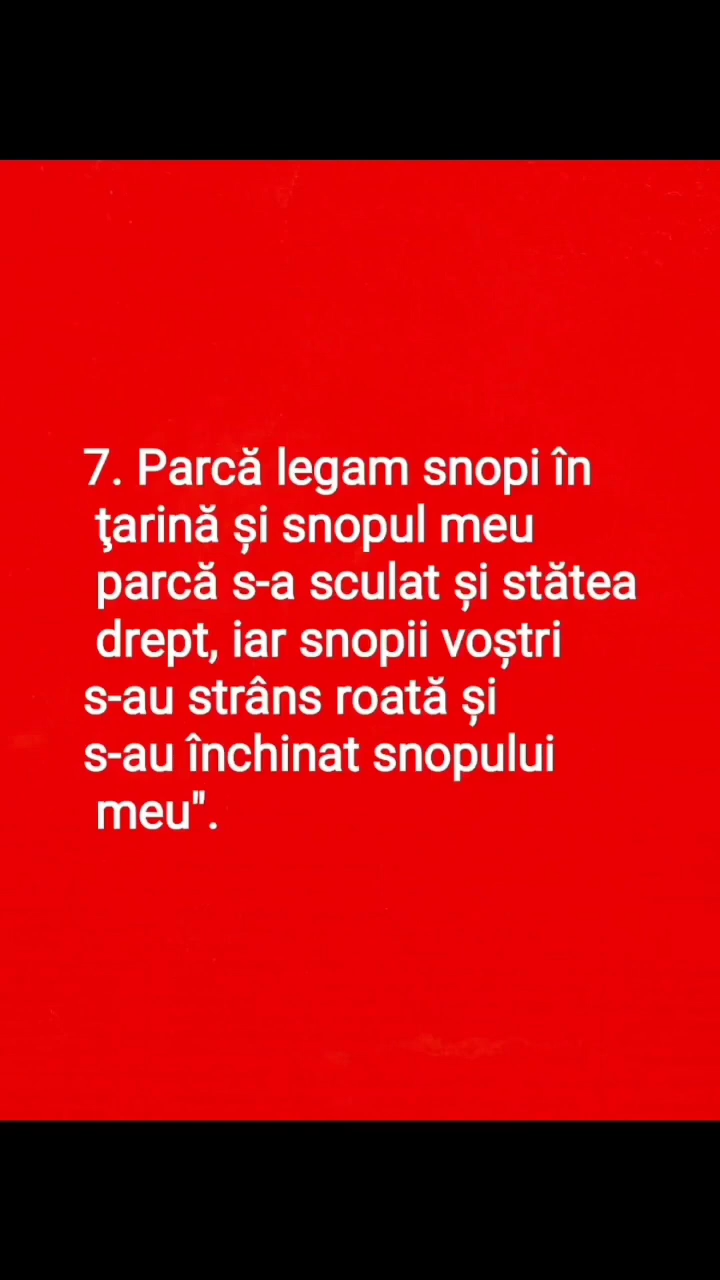 7. Parcă legam snopi în
ţarină și snopul meu
parcă s-a sculat și stătea
drept, iar snopii voștri
s-au strâns roată și
s-au închinat snopului
meu".